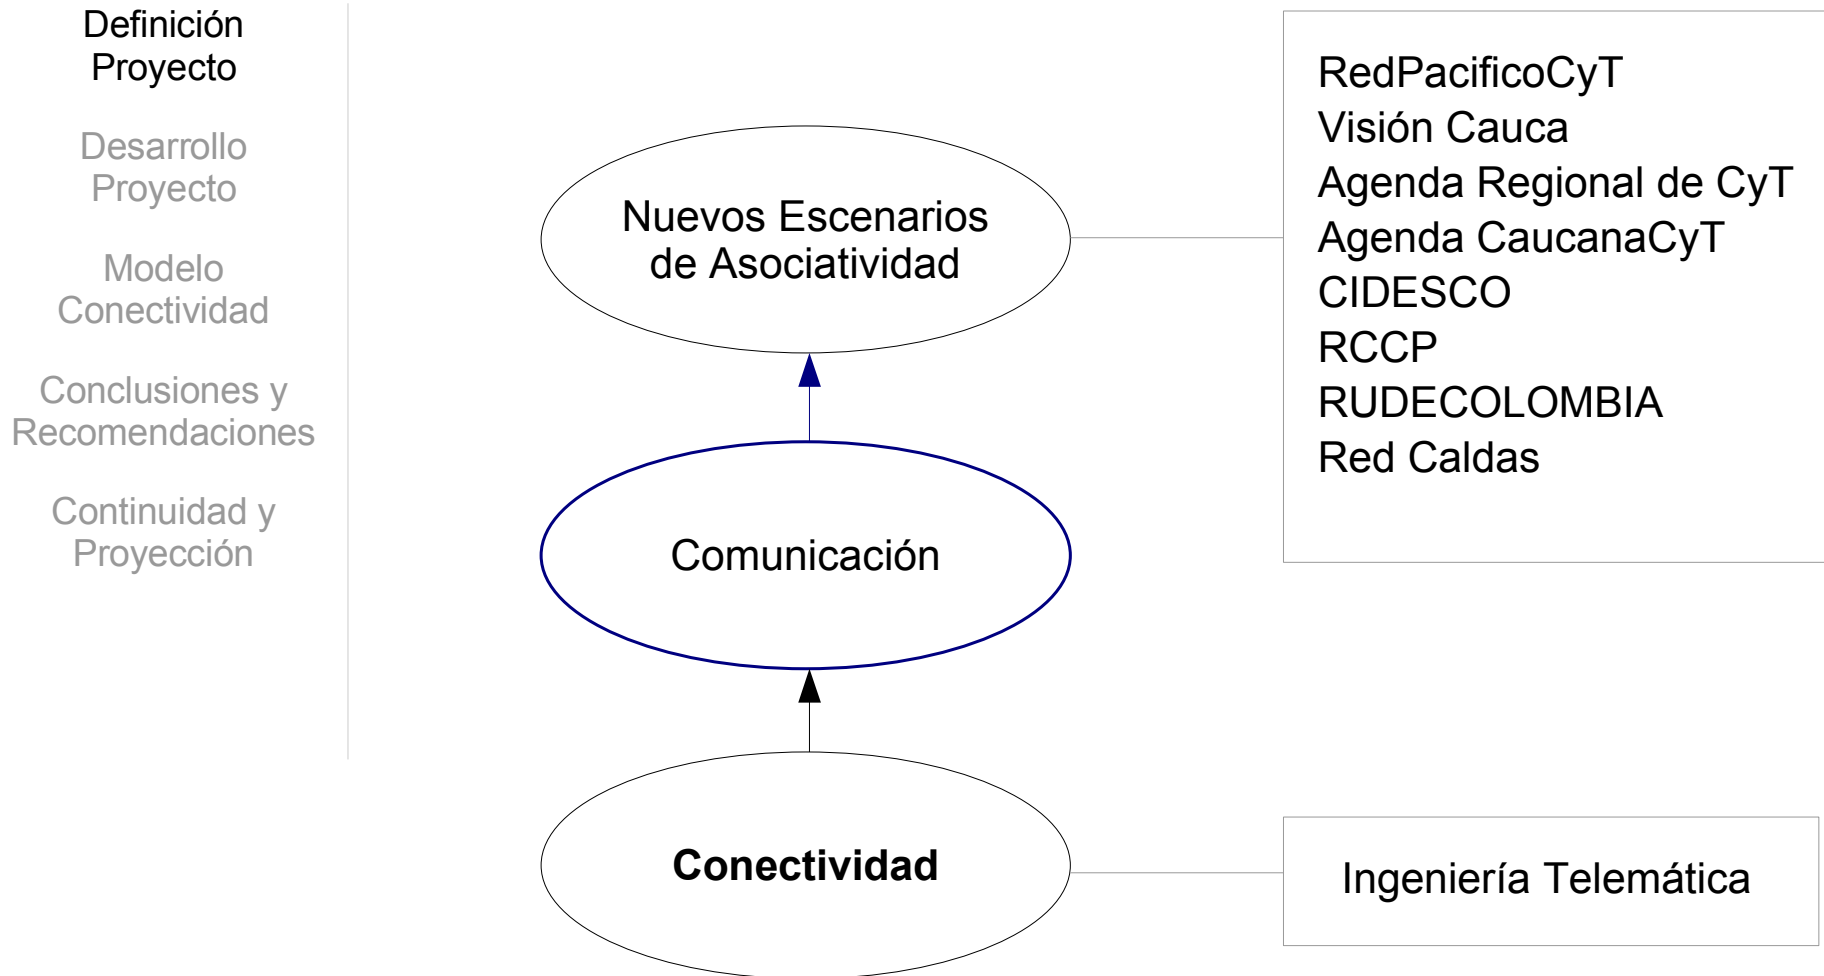 Definición
Proyecto
Desarrollo
Proyecto
Modelo
Conectividad
Conclusiones y
Recomendaciones
Continuidad y
Proyección
Nuevos Escenarios
de Asociatividad
Comunicación
Conectividad
RedPacificoCyT
Visión Cauca
Agenda Regional de CyT
Agenda CaucanaCyT
CIDESCO
RCCP
RUDECOLOMBIA
Red Caldas
Ingeniería Telemática